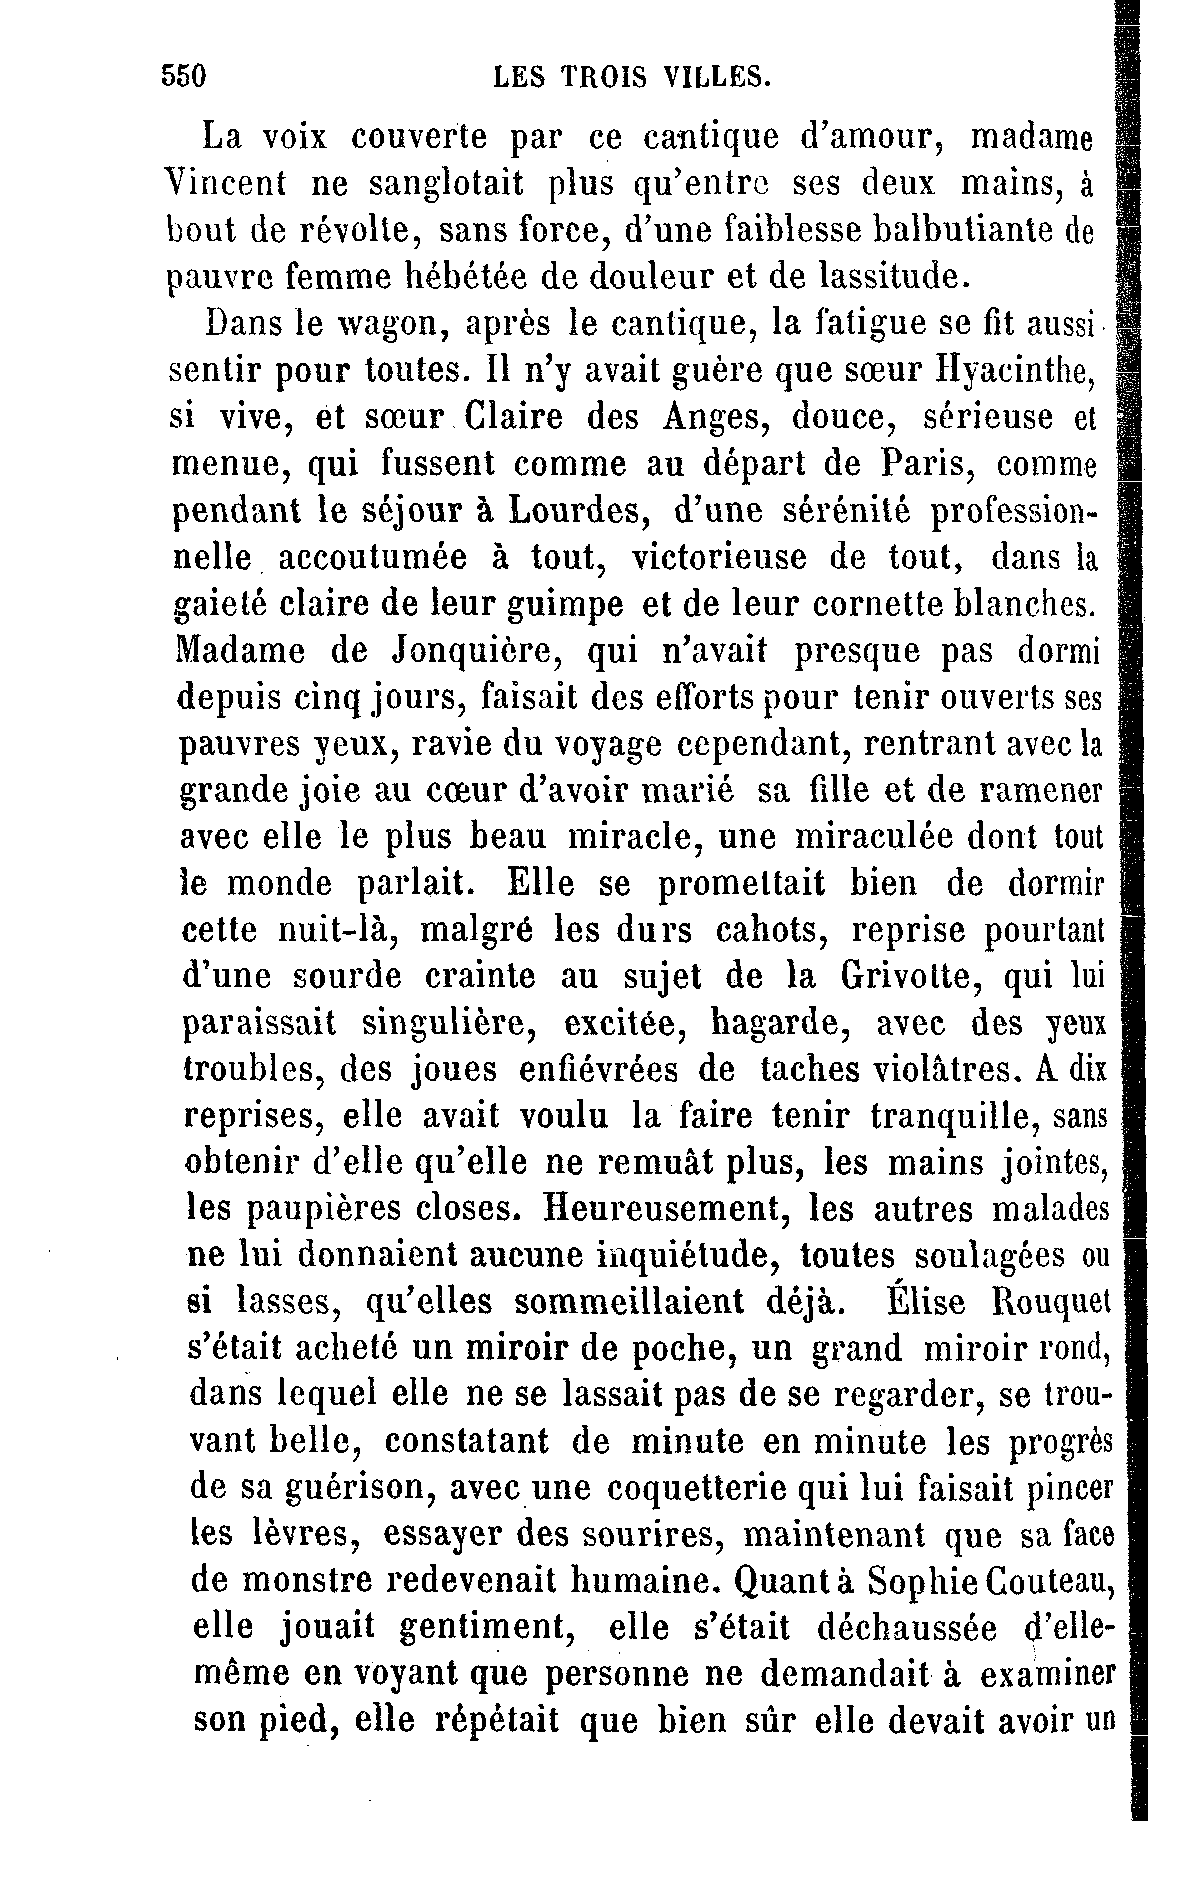 550 LES TROIS VILLES.
La voix couverte par ce cantique d'amour, madame
Vincent ne sanglotait plus qu'entre ses deux mains, à
bout de révolte, sans force, d'une faiblesse balbutiante de
pauvre femme hébétée de douleur et de lassitude.
Dans le wagon, après le cantique, la fatigue se fit aussi
sentir pour toutes. Il n'y avait guère que sœur Hyacinthe,
si vive, et sœur Claire des Anges, douce, sérieuse et
menue, qui fussent comme au départ de Paris, comme
pendant le séjour à Lourdes, d'une sérénité profession-
nelle accoutumée à tout, victorieuse de tout, dans la
gaieté claire de leur guimpe et de leur cornette blanches.
Madame de Jonquière, qui n'avait presque pas dormi
depuis cinq jours, faisait des efforts pour tenir ouverts ses
pauvres yeux, ravie du voyage cependant, rentrant avec la
grande joie au cœur d'avoir marié sa fille et de ramener
avec elle le plus beau miracle, une miraculée dont tout
le monde parlait. Elle se promettait bien de dormir
cette nuit-là, malgré les durs cahots, reprise pourtant
d'une sourde crainte au sujet de la Grivotte, qui lui
paraissait singulière, excitée, hagarde, avec des yeux
troubles, des joues enfiévrées de taches violâtres. A dix
reprises, elle avait voulu la faire tenir tranquille, sans
obtenir d'elle qu'elle ne remuât plus, les mains jointes,
les paupières closes. Heureusement, les autres malades
ne lui donnaient aucune inquiétude, toutes soulagées ou
si lasses, qu'elles sommeillaient déjà. Élise Rouquet
s'était acheté un miroir de poche, un grand miroir rond,
dans lequel elle ne se lassait pas de se regarder, se trou-
vant belle, constatant de minute en minute les progrès
de sa guérison, avec une coquetterie qui lui faisait pincer
les lèvres, essayer des sourires, maintenant que sa face
de monstre redevenait humaine. Quant à Sophie Couteau,
elle jouait gentiment, elle s'était déchaussée d'elle-
même en voyant que personne ne demandait à examiner
son pied, elle répétait que bien sûr elle devait avoir un